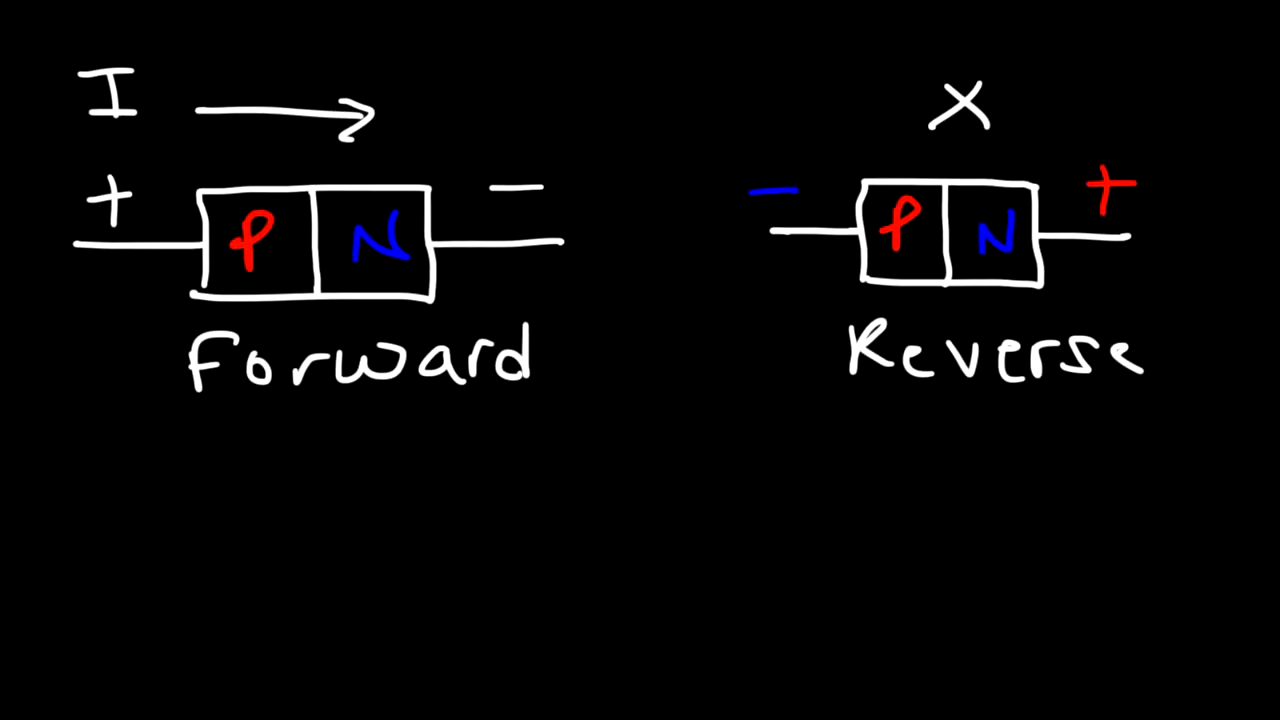 I →
+ P N −
Forward
X
− P N +
Reverse